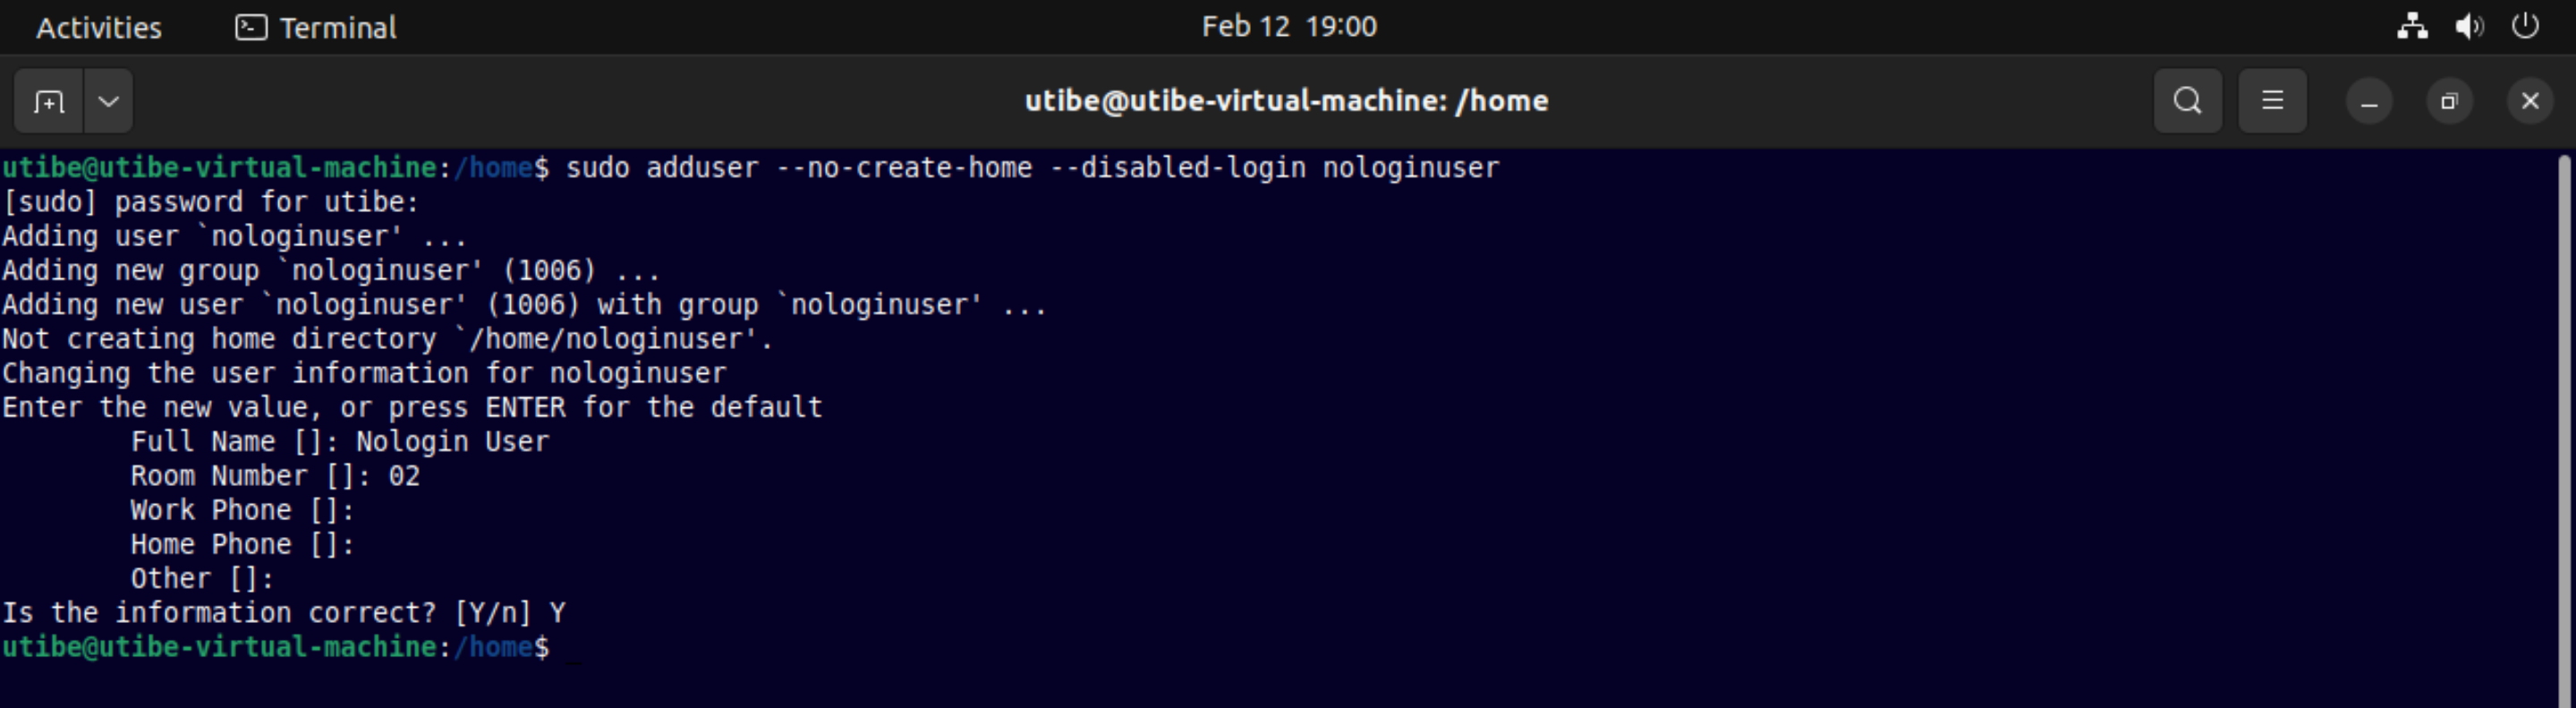 Activities Terminal Feb 12 19:00
utibe@utibe-virtual-machine: /home
utibe@utibe-virtual-machine:/home$ sudo adduser --no-create-home --disabled-login nologinuser
[sudo] password for utibe:
Adding user `nologinuser' ...
Adding new group `nologinuser' (1006) ...
Adding new user `nologinuser' (1006) with group `nologinuser' ...
Not creating home directory `/home/nologinuser'.
Changing the user information for nologinuser
Enter the new value, or press ENTER for the default
        Full Name []: Nologin User
        Room Number []: 02
        Work Phone []:
        Home Phone []:
        Other []:
Is the information correct? [Y/n] Y
utibe@utibe-virtual-machine:/home$